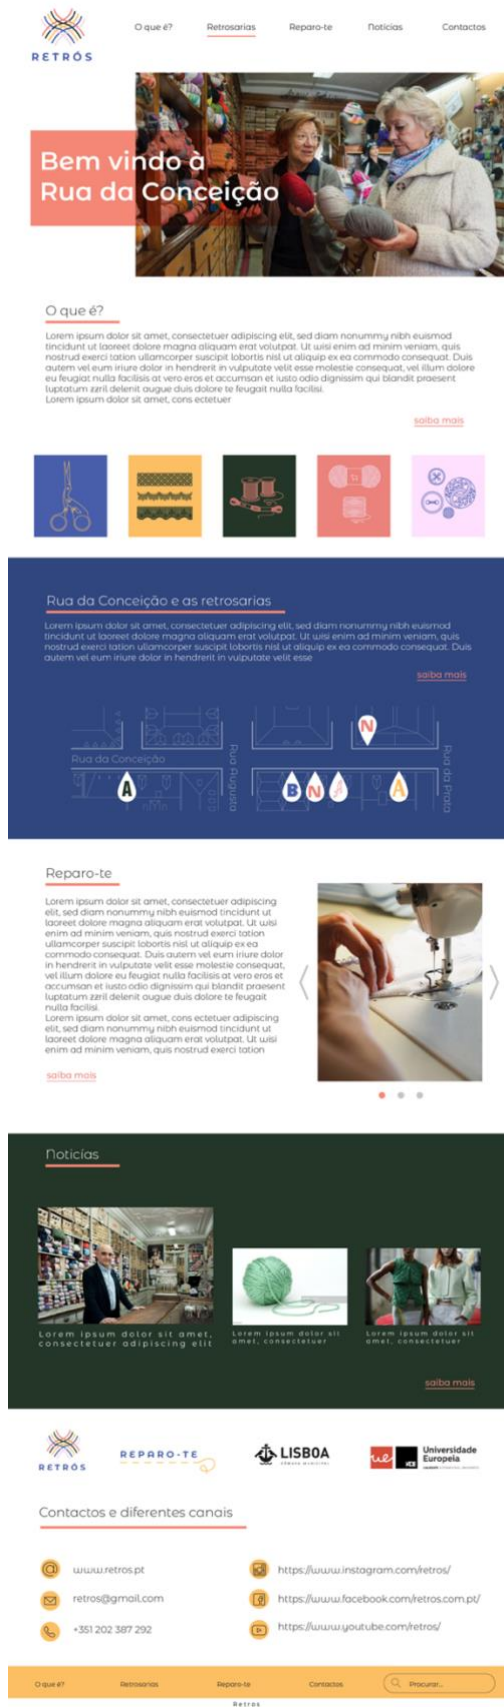 O que é?
Retrosarias
Reparo-te
Notícias
Contactos
RETRÓS
Bem vindo à
Rua da Conceição
O que é?
Lorem ipsum dolor sit amet, consectetuer adipiscing elit, sed diam nonummy nibh euismod
tincidunt ut laoreet dolore magna aliquam erat volutpat. Ut wisi enim ad minim veniam, quis
nostrud exerci tation ullamcorper suscipit lobortis nisl ut aliquip ex ea commodo consequat. Duis
autem vel eum iriure dolor in hendrerit in vulputate velit esse molestie consequat, vel illum dolore
eu feugiat nulla facilisis at vero eros et accumsan et iusto odio dignissim qui blandit praesent
luptatum zzril delenit augue duis dolore te feugait nulla facilisi.
Lorem ipsum dolor sit amet, cons ectetuer
saiba mais
Rua da Conceição e as retrosarias
Lorem ipsum dolor sit amet, consectetuer adipiscing elit, sed diam nonummy nibh euismod
tincidunt ut laoreet dolore magna aliquam erat volutpat. Ut wisi enim ad minim veniam, quis
nostrud exerci tation ullamcorper suscipit lobortis nisl ut aliquip ex ea commodo consequat. Duis
autem vel eum iriure dolor in hendrerit in vulputate velit esse
saiba mais
N
Rua da Conceição
Rua Augusta
Rua da Prata
A
B
N
A
A
Reparo-te
Lorem ipsum dolor sit amet, consectetuer adipiscing
elit, sed diam nonummy nibh euismod tincidunt ut
laoreet dolore magna aliquam erat volutpat. Ut wisi
enim ad minim veniam, quis nostrud exerci tation
ullamcorper suscipit lobortis nisl ut aliquip ex ea
commodo consequat. Duis autem vel eum iriure dolor
in hendrerit in vulputate velit esse molestie consequat,
vel illum dolore eu feugiat nulla facilisis at vero eros et
accumsan et iusto odio dignissim qui blandit praesent
luptatum zzril delenit augue duis dolore te feugait
nulla facilisi.
Lorem ipsum dolor sit amet, cons ectetuer adipiscing
elit, sed diam nonummy nibh euismod tincidunt ut
laoreet dolore magna aliquam erat volutpat. Ut wisi
enim ad minim veniam, quis nostrud exerci tation
saiba mais
Notícias
Lorem ipsum dolor sit amet,
consectetuer adipiscing elit
Lorem ipsum dolor sit
amet, consectetuer
Lorem ipsum dolor sit
amet, consectetuer
saiba mais
RETRÓS
REPARO-TE
LISBOA
CÂMARA MUNICIPAL
ue
Universidade
Europeia
Contactos e diferentes canais
www.retros.pt
retros@gmail.com
+351 202 387 292
https://www.instagram.com/retros/
https://www.facebook.com/retros.com.pt/
https://www.youtube.com/retros/
O que é?
Retrosarias
Reparo-te
Contactos
Procurar...
Retros